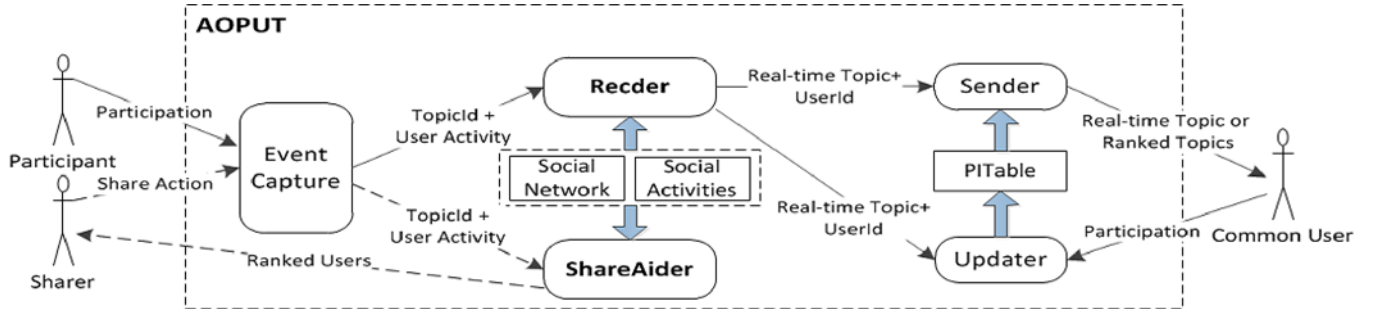 AOPUT
Participation
Participant
Share Action
Sharer
Event
Capture
TopicId +
User Activity
TopicId +
User Activity
Ranked Users
Recder
Social
Network
Social
Activities
ShareAider
Real-time Topic+
UserId
Real-time Topic+
UserId
Sender
PITable
Updater
Real-time Topic or
Ranked Topics
Participation
Common User